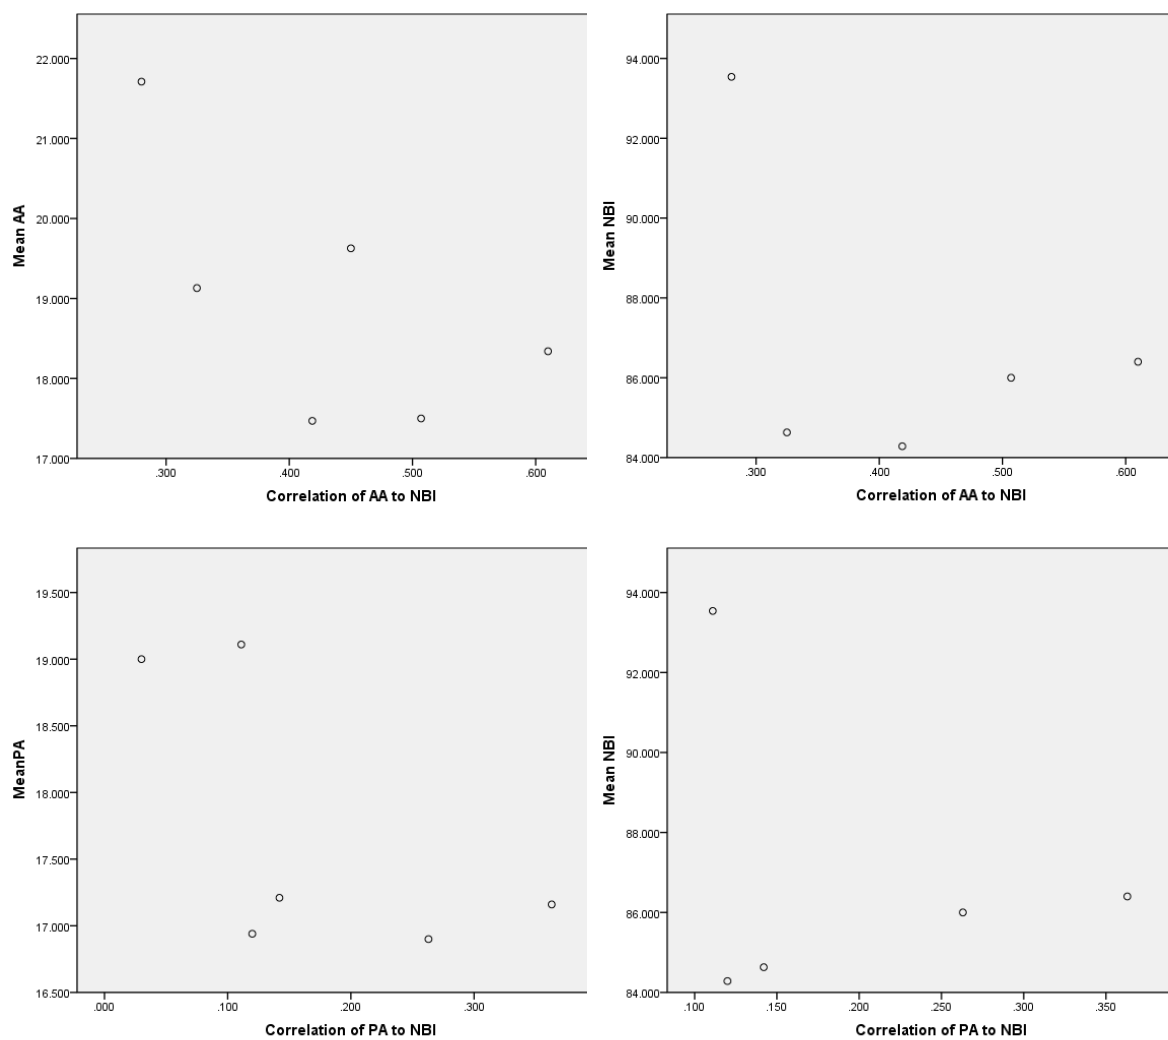 22.000
21.000
20.000
19.000
18.000
17.000
Mean AA
.300 .400 .500 .600
Correlation of AA to NBI
94.000
92.000
90.000
88.000
86.000
84.000
Mean NBI
.300 .400 .500 .600
Correlation of AA to NBI
19.500
19.000
18.500
18.000
17.500
17.000
16.500
MeanPA
.000 .100 .200 .300
Correlation of PA to NBI
94.000
92.000
90.000
88.000
86.000
84.000
Mean NBI
.100 .150 .200 .250 .300 .350
Correlation of PA to NBI